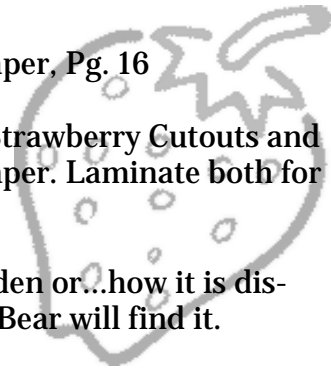 aper, Pg. 16
Strawberry Cutouts and
aper. Laminate both for
den or...how it is dis-
Bear will find it.